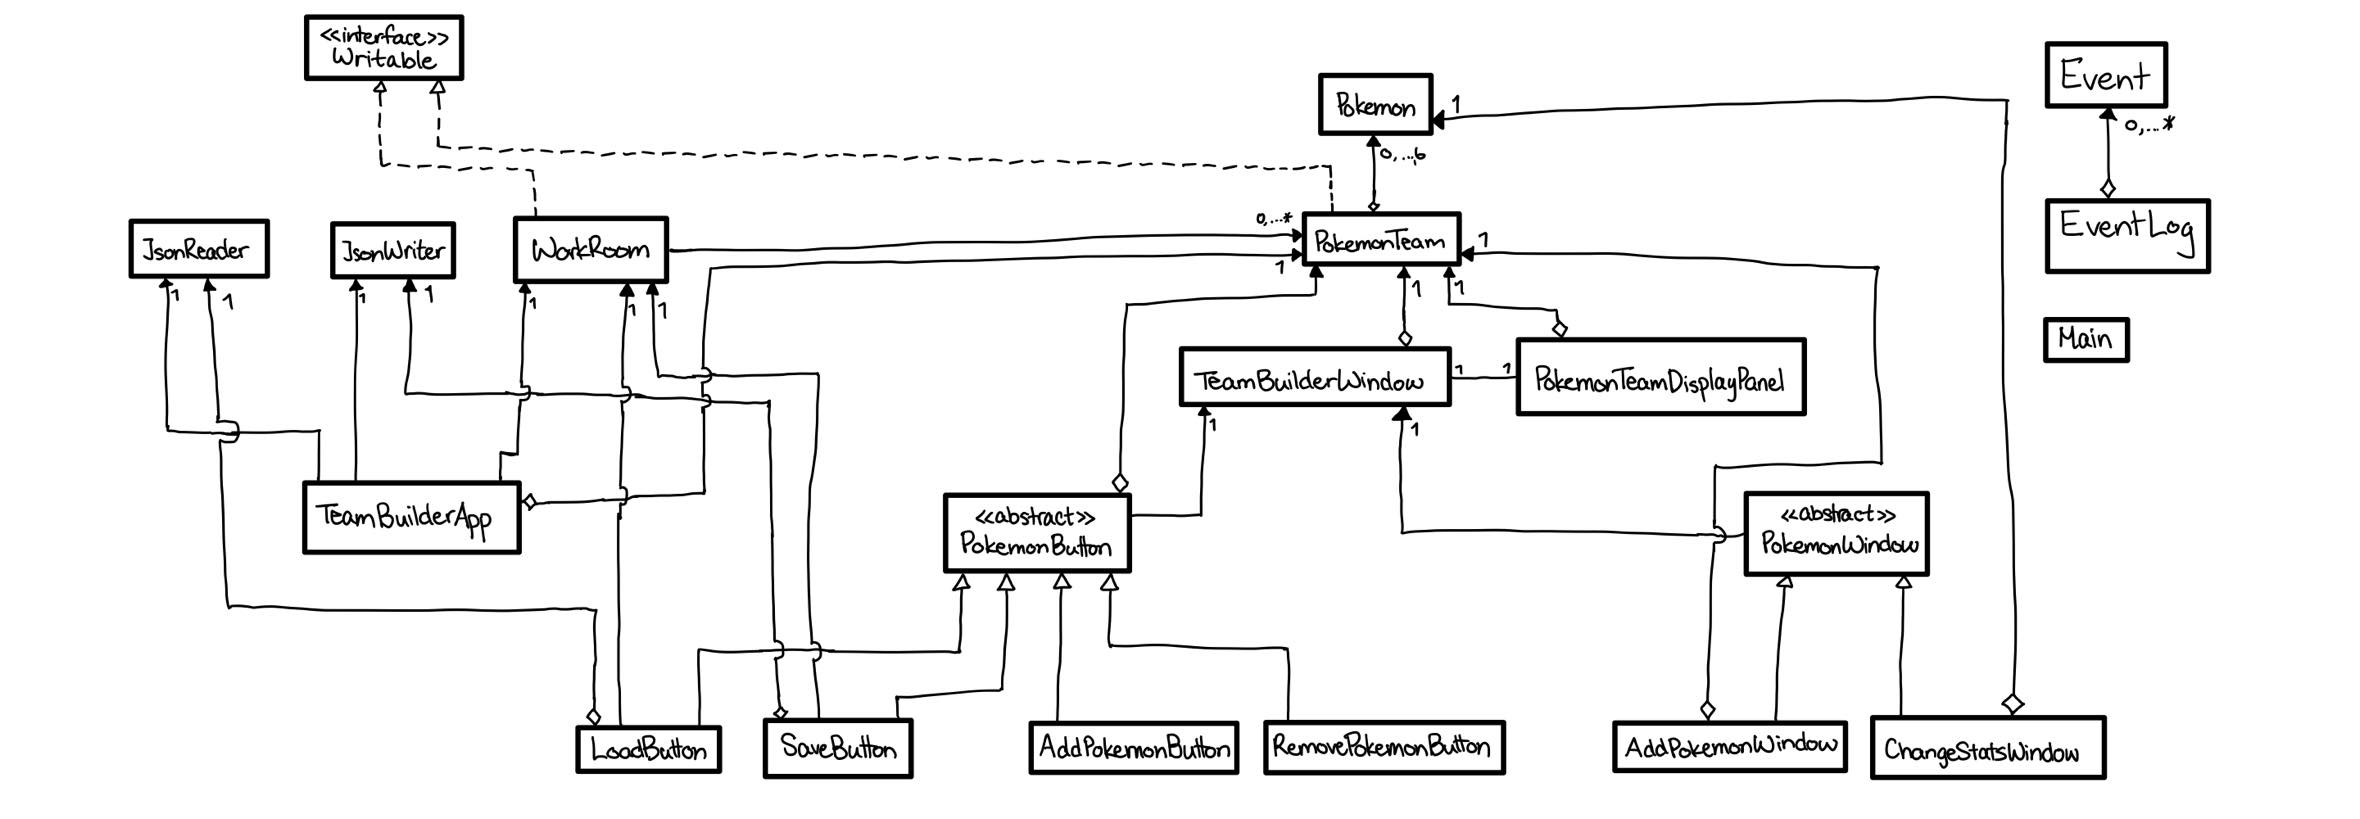 <<interface>>
Writable
Pokemon
1
Event
0,...*
0,...,6
JsonReader
JsonWriter
WorkRoom
0,...*
PokemonTeam
1
EventLog
1
1
1
1
1
1
1
1
1
1
Main
TeamBuilderWindow
1
1
PokemonTeamDisplayPanel
1
1
TeamBuilderApp
<<abstract>>
PokemonButton
<<abstract>>
PokemonWindow
LoadButton
SaveButton
AddPokemonButton
RemovePokemonButton
AddPokemonWindow
ChangeStatsWindow